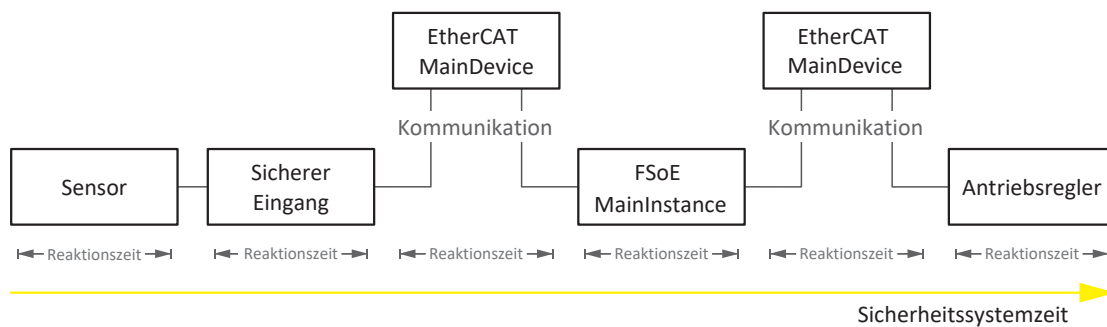 EtherCAT
MainDevice
EtherCAT
MainDevice
Kommunikation
Kommunikation
Sensor
Sicherer
Eingang
FSoE
MainInstance
Antriebsregler
Reaktionszeit
Reaktionszeit
Reaktionszeit
Reaktionszeit
Reaktionszeit
Reaktionszeit
Sicherheitssystemzeit